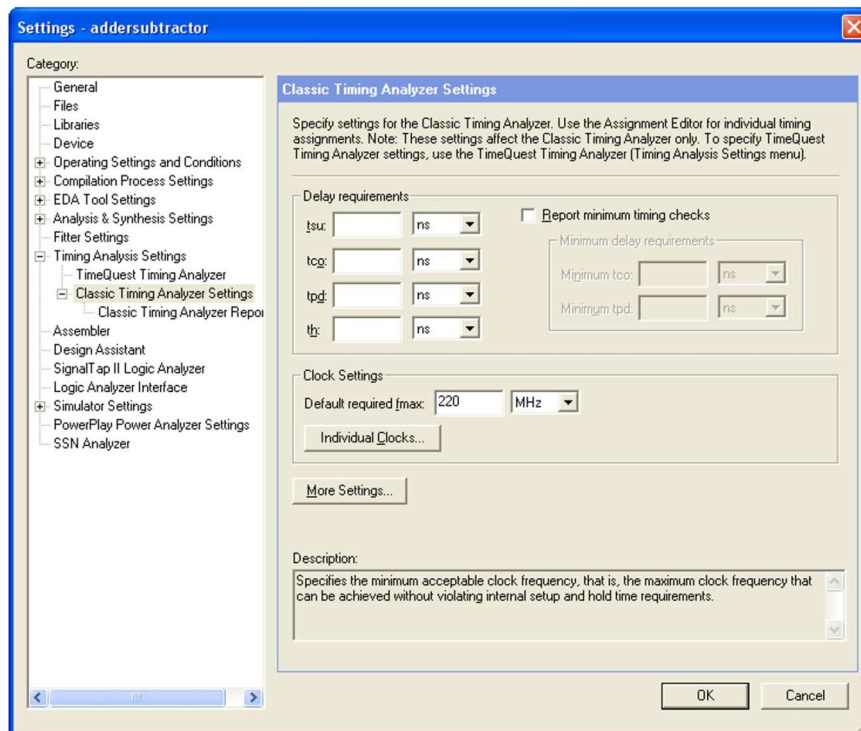 Settings - addersubtractor
Category:
General
Files
Libraries
Device
Operating Settings and Conditions
Compilation Process Settings
EDA Tool Settings
Analysis & Synthesis Settings
Fitter Settings
Timing Analysis Settings
TimeQuest Timing Analyzer
Classic Timing Analyzer Settings
Classic Timing Analyzer Repor
Assembler
Design Assistant
SignalTap II Logic Analyzer
Logic Analyzer Interface
Simulator Settings
PowerPlay Power Analyzer Settings
SSN Analyzer
Classic Timing Analyzer Settings
Specify settings for the Classic Timing Analyzer. Use the Assignment Editor for individual timing
assignments. Note: These settings affect the Classic Timing Analyzer only. To specify TimeQuest
Timing Analyzer settings, use the TimeQuest Timing Analyzer (Timing Analysis Settings menu).
Delay requirements
tsu: ns
tco: ns
tpd: ns
th: ns
Report minimum timing checks
Minimum delay requirements
Minimum tco: ns
Minimum tpd: ns
Clock Settings
Default required fmax: 220 MHz
Individual Clocks...
More Settings...
Description:
Specifies the minimum acceptable clock frequency, that is, the maximum clock frequency that
can be achieved without violating internal setup and hold time requirements.
OK Cancel